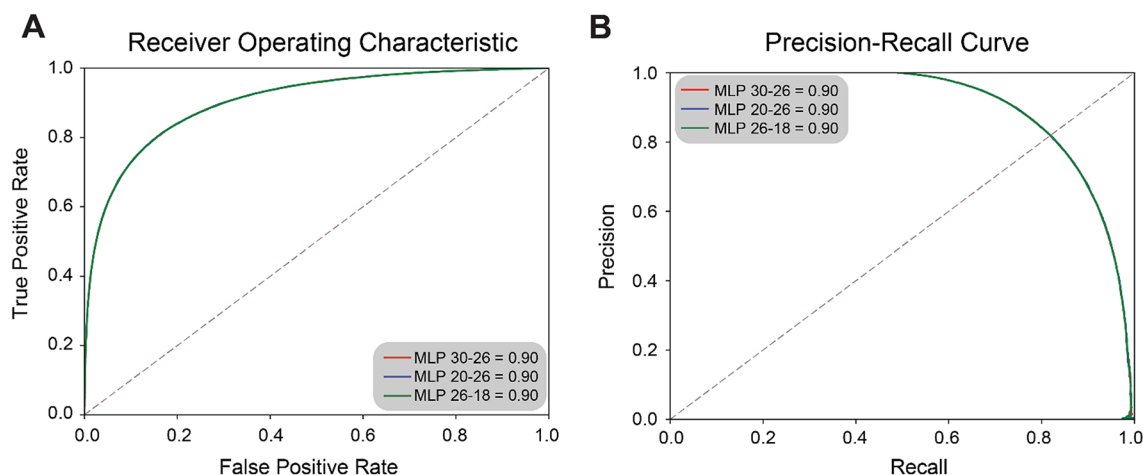 A
Receiver Operating Characteristic
True Positive Rate
1.0
0.8
0.6
0.4
0.2
0.0
MLP 30-26 = 0.90
MLP 20-26 = 0.90
MLP 26-18 = 0.90
0.0 0.2 0.4 0.6 0.8 1.0
False Positive Rate
B
Precision-Recall Curve
Precision
1.0
0.8
0.6
0.4
0.2
0.0
MLP 30-26 = 0.90
MLP 20-26 = 0.90
MLP 26-18 = 0.90
0.0 0.2 0.4 0.6 0.8 1.0
Recall